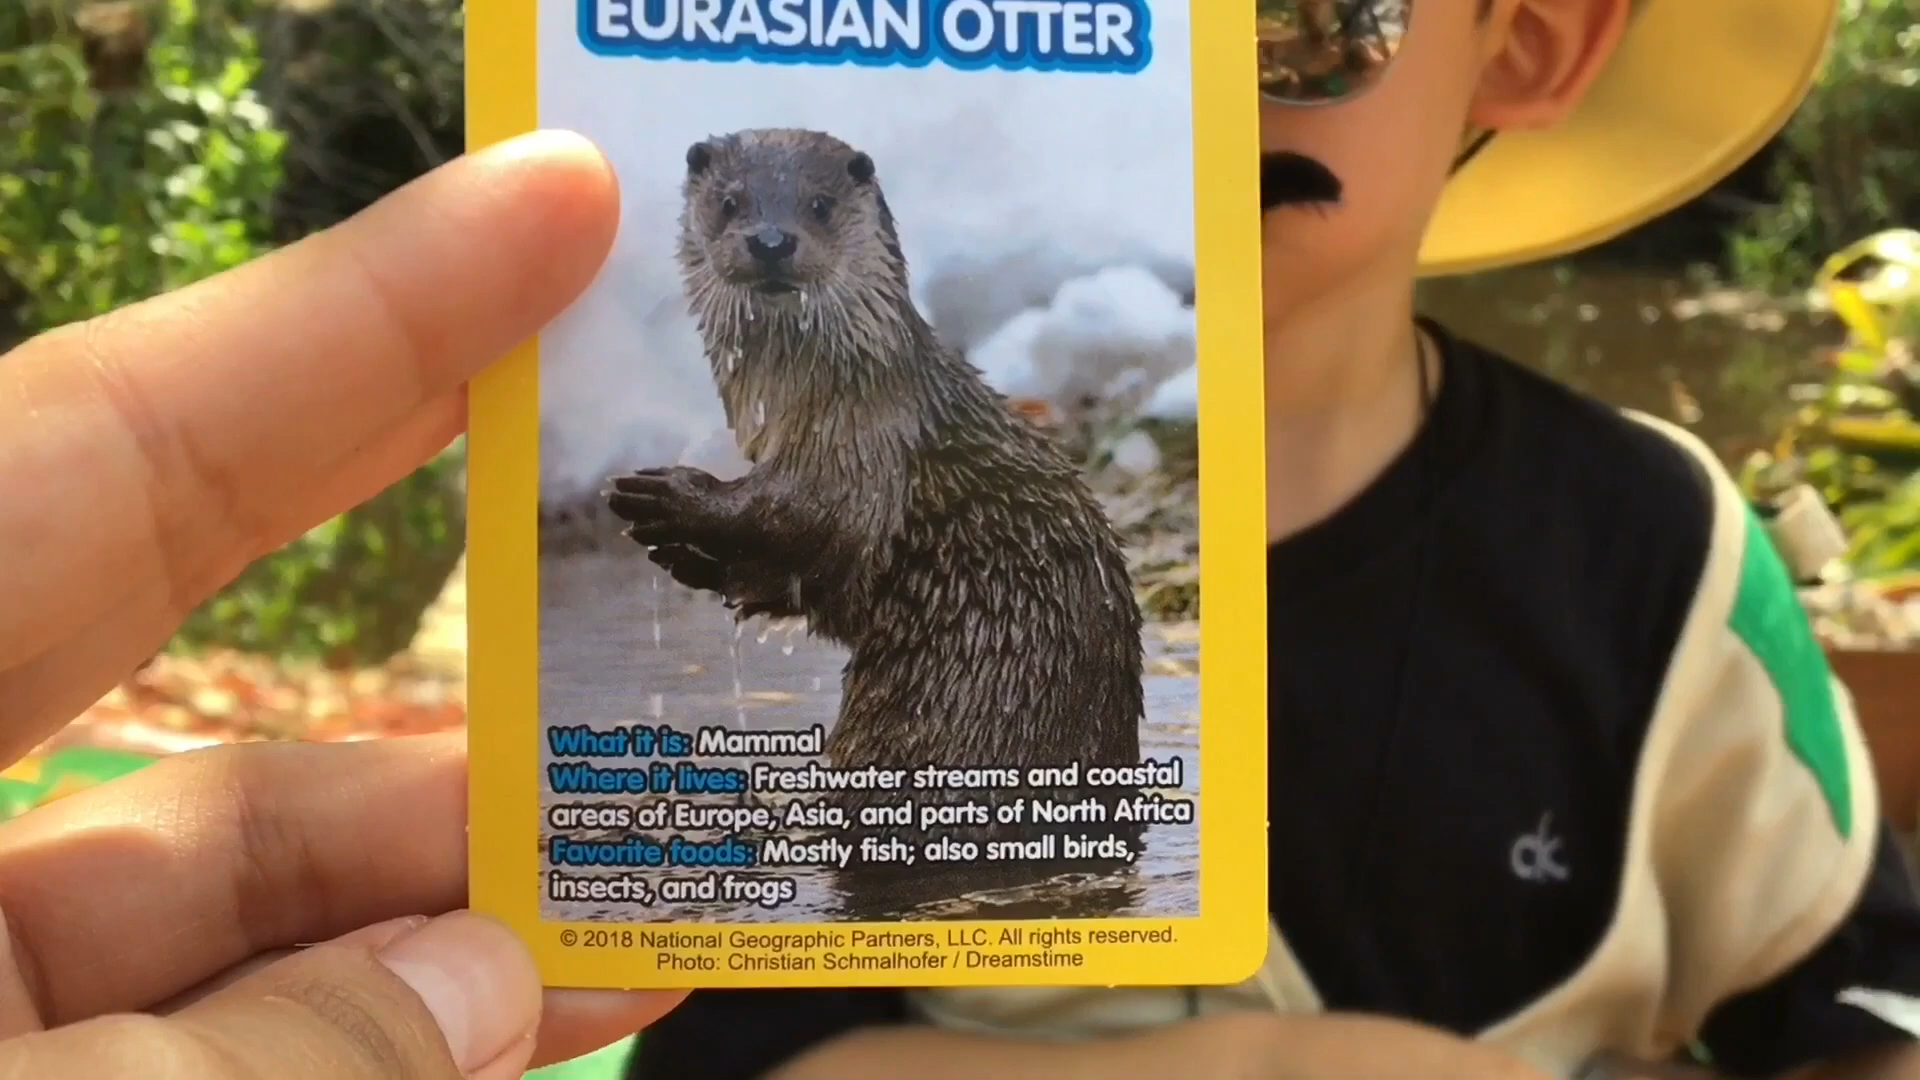 EURASIAN OTTER
What it is: Mammal
Where it lives: Freshwater streams and coastal
areas of Europe, Asia, and parts of North Africa
Favorite foods: Mostly fish; also small birds,
insects, and frogs
© 2018 National Geographic Partners, LLC. All rights reserved.
Photo: Christian Schmalhofer / Dreamstime
ck